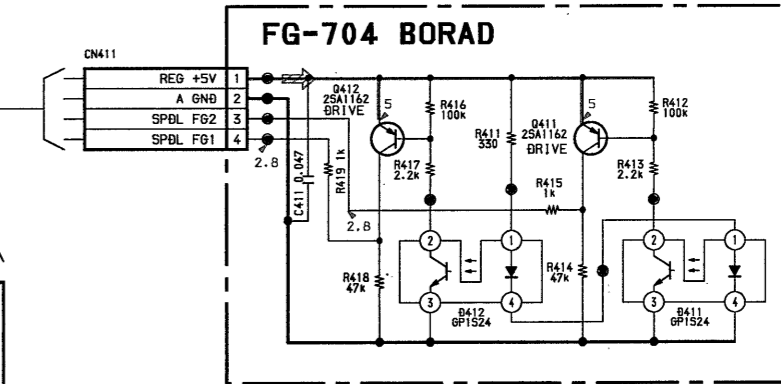 FG-704 BORAD
CN411
REG +5V 1
A GND 2
SPDL FG2 3
SPDL FG1 4
2.8
C411 0.047
R419 1k
2.8
Q412
2SA1162
DRIVE
5
R416
100k
R417
2.2k
R411
330
Q411
2SA1162
DRIVE
5
R412
100k
R413
2.2k
R415
1k
R418
47k
2
1
3
4
D412
GP1S24
R414
47k
2
1
3
4
D411
GP1S24